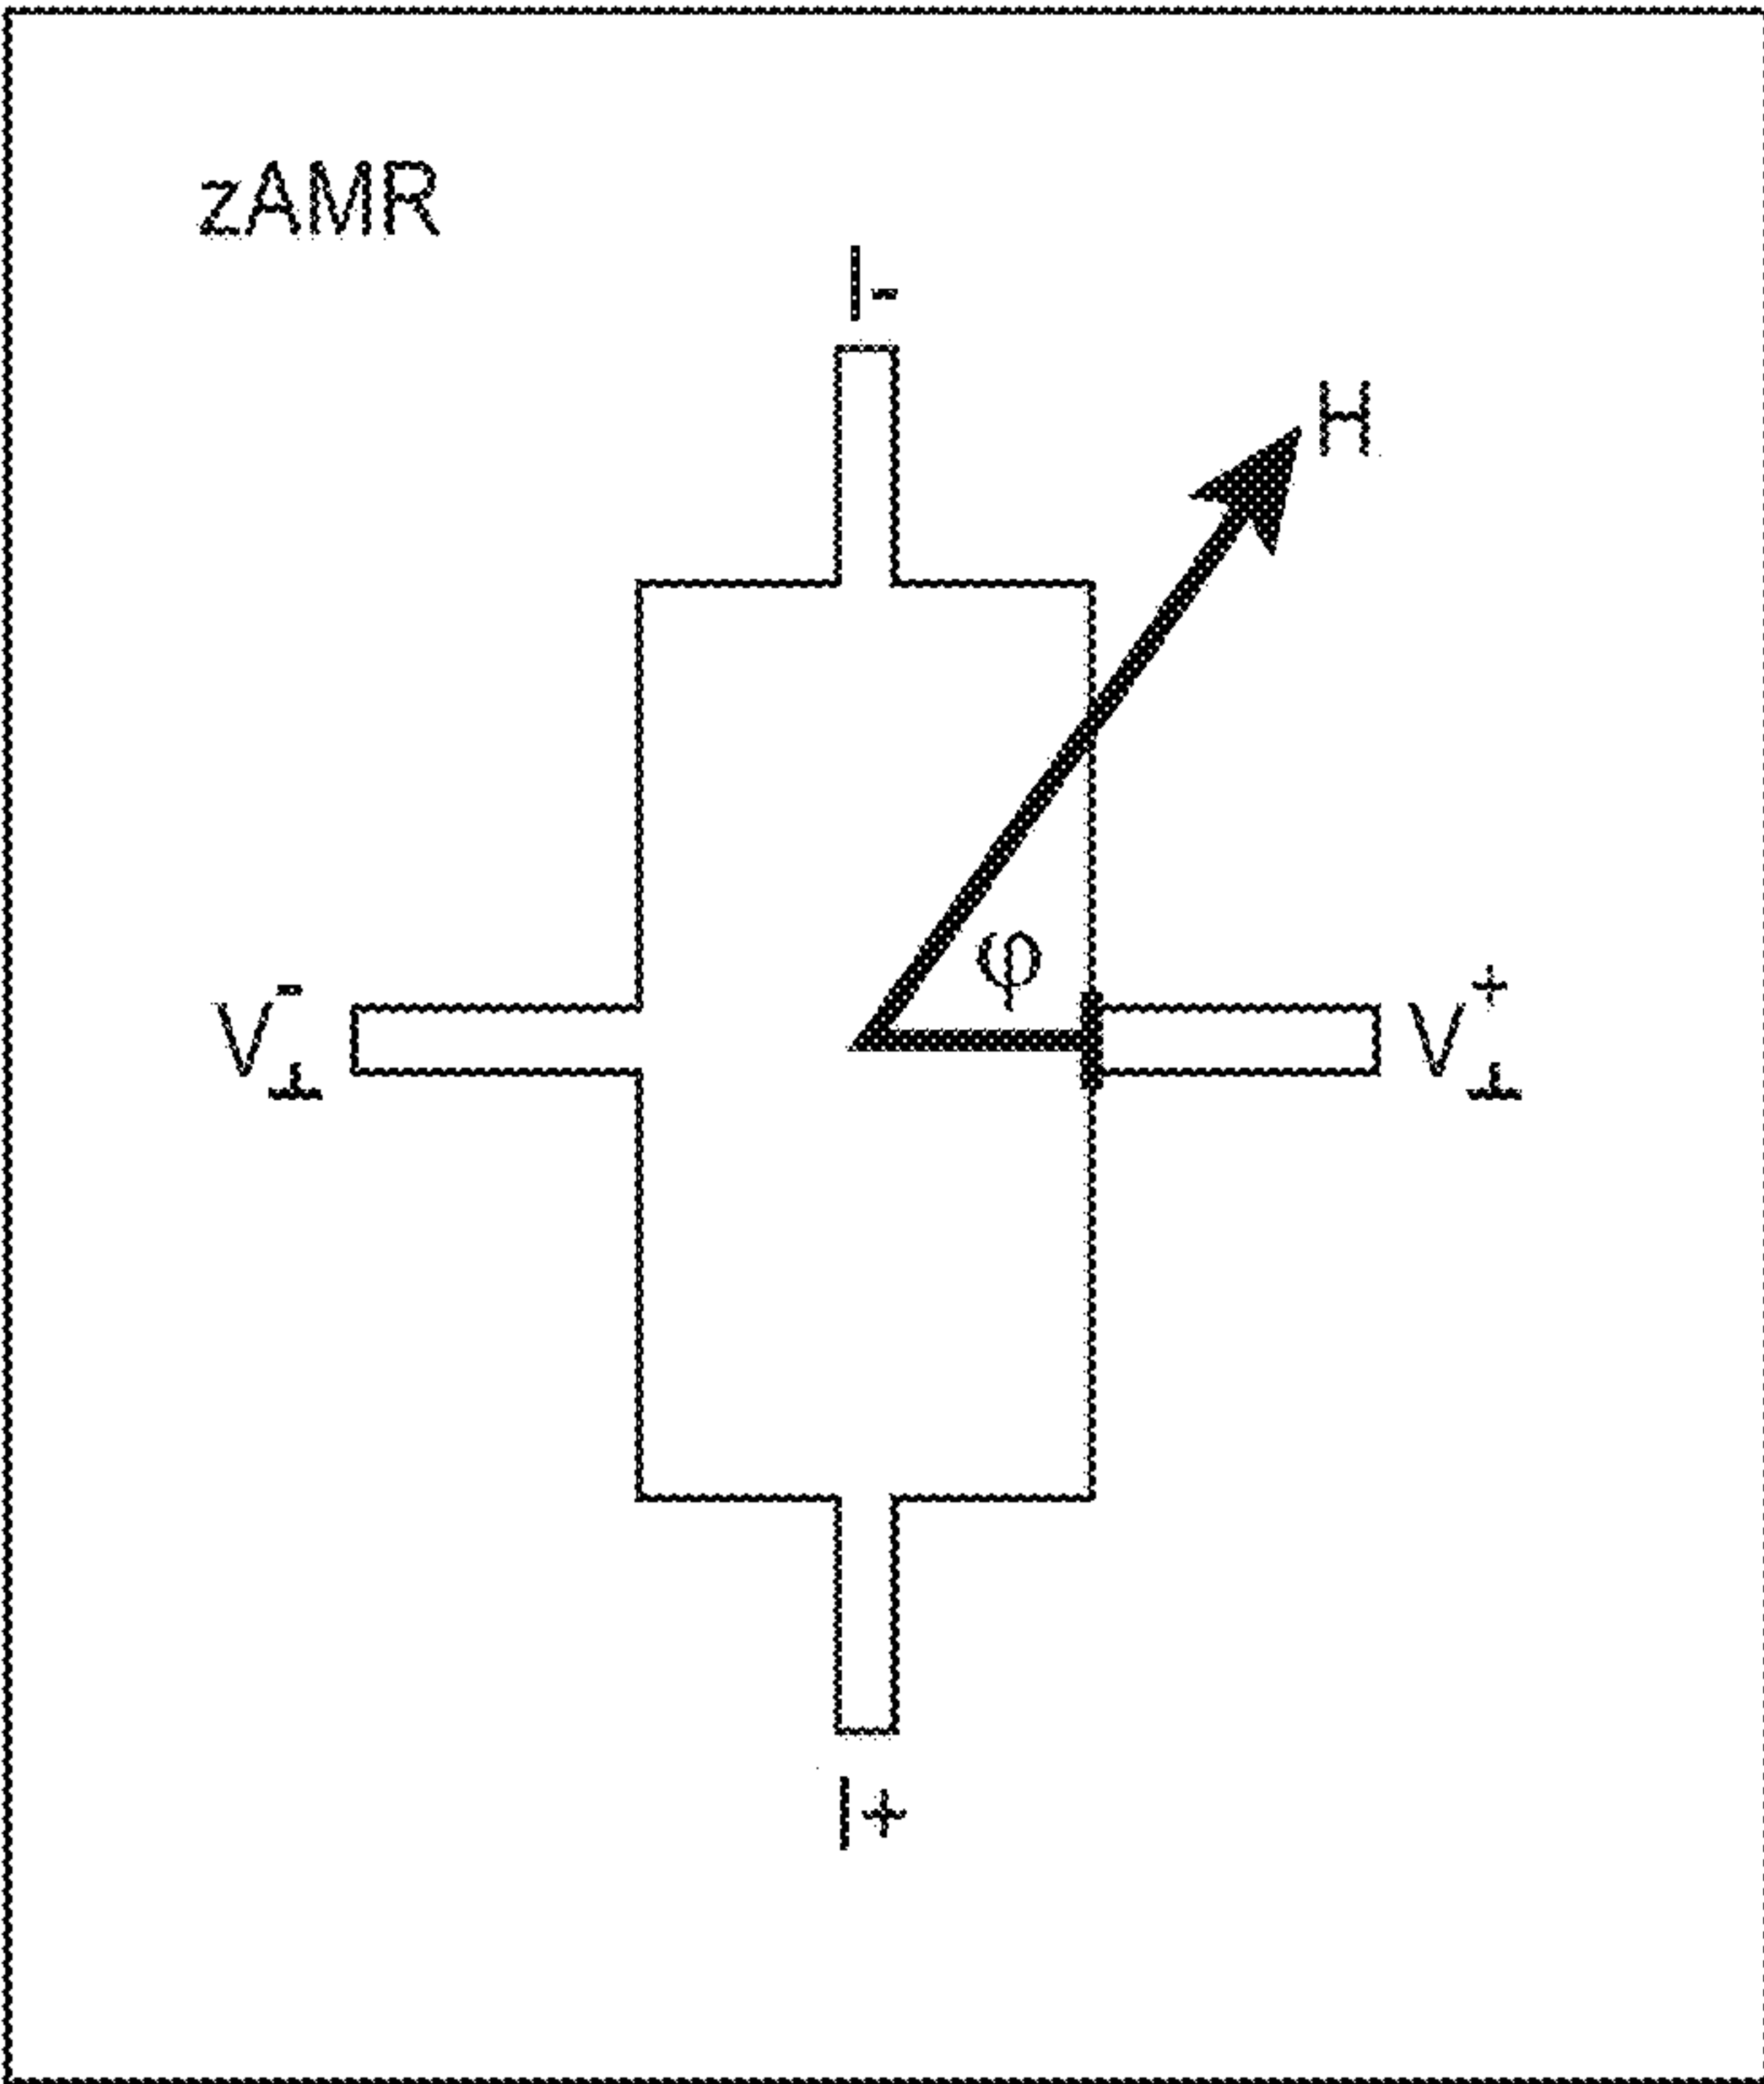 zAMR
I-
H
φ
V⊥⁻
V⊥⁺
I+